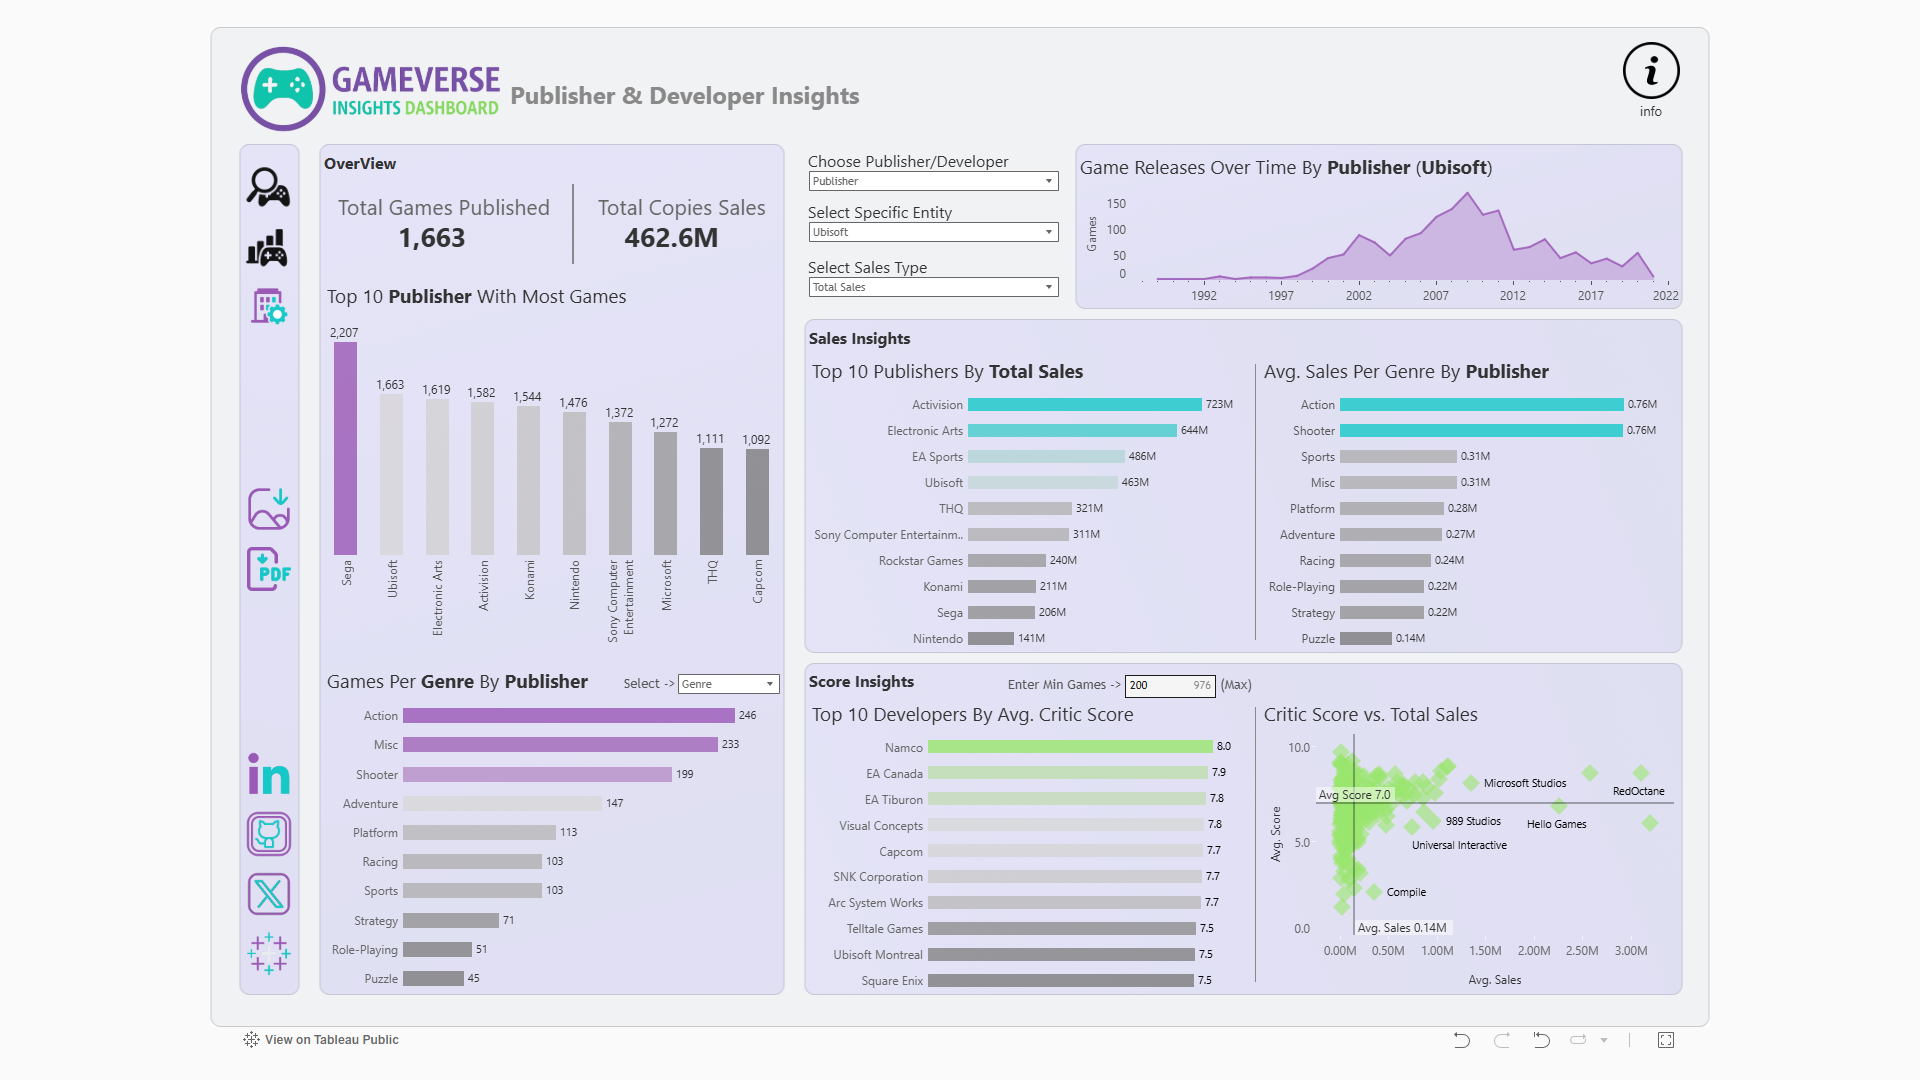 GAMEVERSE
INSIGHTS DASHBOARD
Publisher & Developer Insights
i
info
OverView
Total Games Published
1,663
Total Copies Sales
462.6M
Top 10 Publisher With Most Games
2,207
1,663
1,619
1,582
1,544
1,476
1,372
1,272
1,111
1,092
Sega
Ubisoft
Electronic Arts
Activision
Konami
Nintendo
Sony Computer
Entertainment
Microsoft
THQ
Capcom
Games Per Genre By Publisher
Select -> Genre
Action 246
Misc 233
Shooter 199
Adventure 147
Platform 113
Racing 103
Sports 103
Strategy 71
Role-Playing 51
Puzzle 45
PDF
in
X
Choose Publisher/Developer
Publisher
Select Specific Entity
Ubisoft
Select Sales Type
Total Sales
Game Releases Over Time By Publisher (Ubisoft)
Games
150
100
50
0
1992 1997 2002 2007 2012 2017 2022
Sales Insights
Top 10 Publishers By Total Sales
Activision 723M
Electronic Arts 644M
EA Sports 486M
Ubisoft 463M
THQ 321M
Sony Computer Entertainm.. 311M
Rockstar Games 240M
Konami 211M
Sega 206M
Nintendo 141M
Avg. Sales Per Genre By Publisher
Action 0.76M
Shooter 0.76M
Sports 0.31M
Misc 0.31M
Platform 0.28M
Adventure 0.27M
Racing 0.24M
Role-Playing 0.22M
Strategy 0.22M
Puzzle 0.14M
Score Insights
Enter Min Games -> 200 976 (Max)
Top 10 Developers By Avg. Critic Score
Namco 8.0
EA Canada 7.9
EA Tiburon 7.8
Visual Concepts 7.8
Capcom 7.7
SNK Corporation 7.7
Arc System Works 7.7
Telltale Games 7.5
Ubisoft Montreal 7.5
Square Enix 7.5
Critic Score vs. Total Sales
Avg. Score
10.0
5.0
0.0
Avg Score 7.0
Microsoft Studios
RedOctane
989 Studios
Hello Games
Universal Interactive
Compile
Avg. Sales 0.14M
0.00M 0.50M 1.00M 1.50M 2.00M 2.50M 3.00M
Avg. Sales
View on Tableau Public